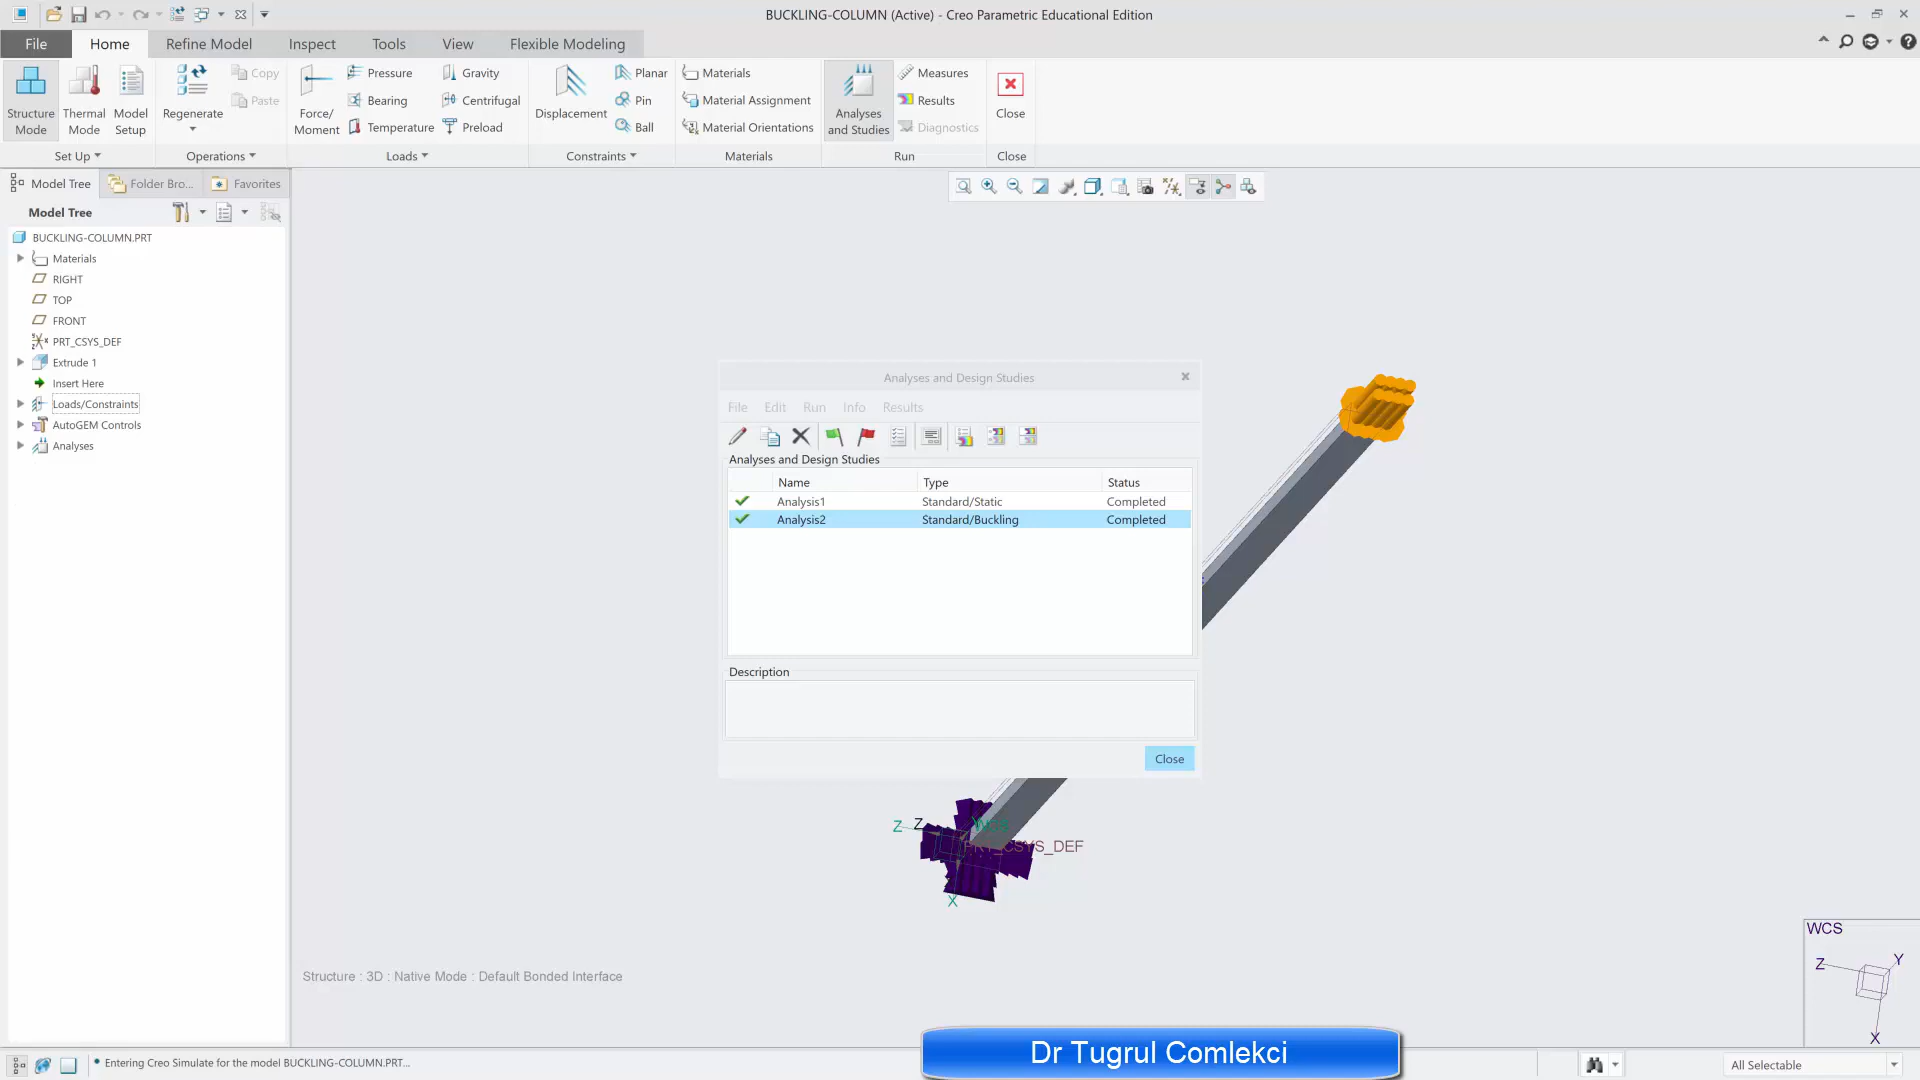 BUCKLING-COLUMN (Active) - Creo Parametric Educational Edition
File Home Refine Model Inspect Tools View Flexible Modeling
Structure Mode
Thermal Mode
Model Setup
Regenerate
Copy
Paste
Force/ Moment
Pressure
Bearing
Temperature
Gravity
Centrifugal
Preload
Displacement
Planar
Pin
Ball
Materials
Material Assignment
Material Orientations
Analyses and Studies
Measures
Results
Diagnostics
Close
Set Up Operations Loads Constraints Materials Run Close
Model Tree Folder Bro... Favorites
Model Tree
BUCKLING-COLUMN.PRT
Materials
RIGHT
TOP
FRONT
PRT_CSYS_DEF
Extrude 1
Insert Here
Loads/Constraints
AutoGEM Controls
Analyses
Analyses and Design Studies
File Edit Run Info Results
Analyses and Design Studies
Name Type Status
Analysis1 Standard/Static Completed
Analysis2 Standard/Buckling Completed
Description
Close
Z Z WCS
PRT_CSYS_DEF
X
WCS
Z Y
X
Structure : 3D : Native Mode : Default Bonded Interface
Dr Tugrul Comlekci
Entering Creo Simulate for the model BUCKLING-COLUMN.PRT...
All Selectable